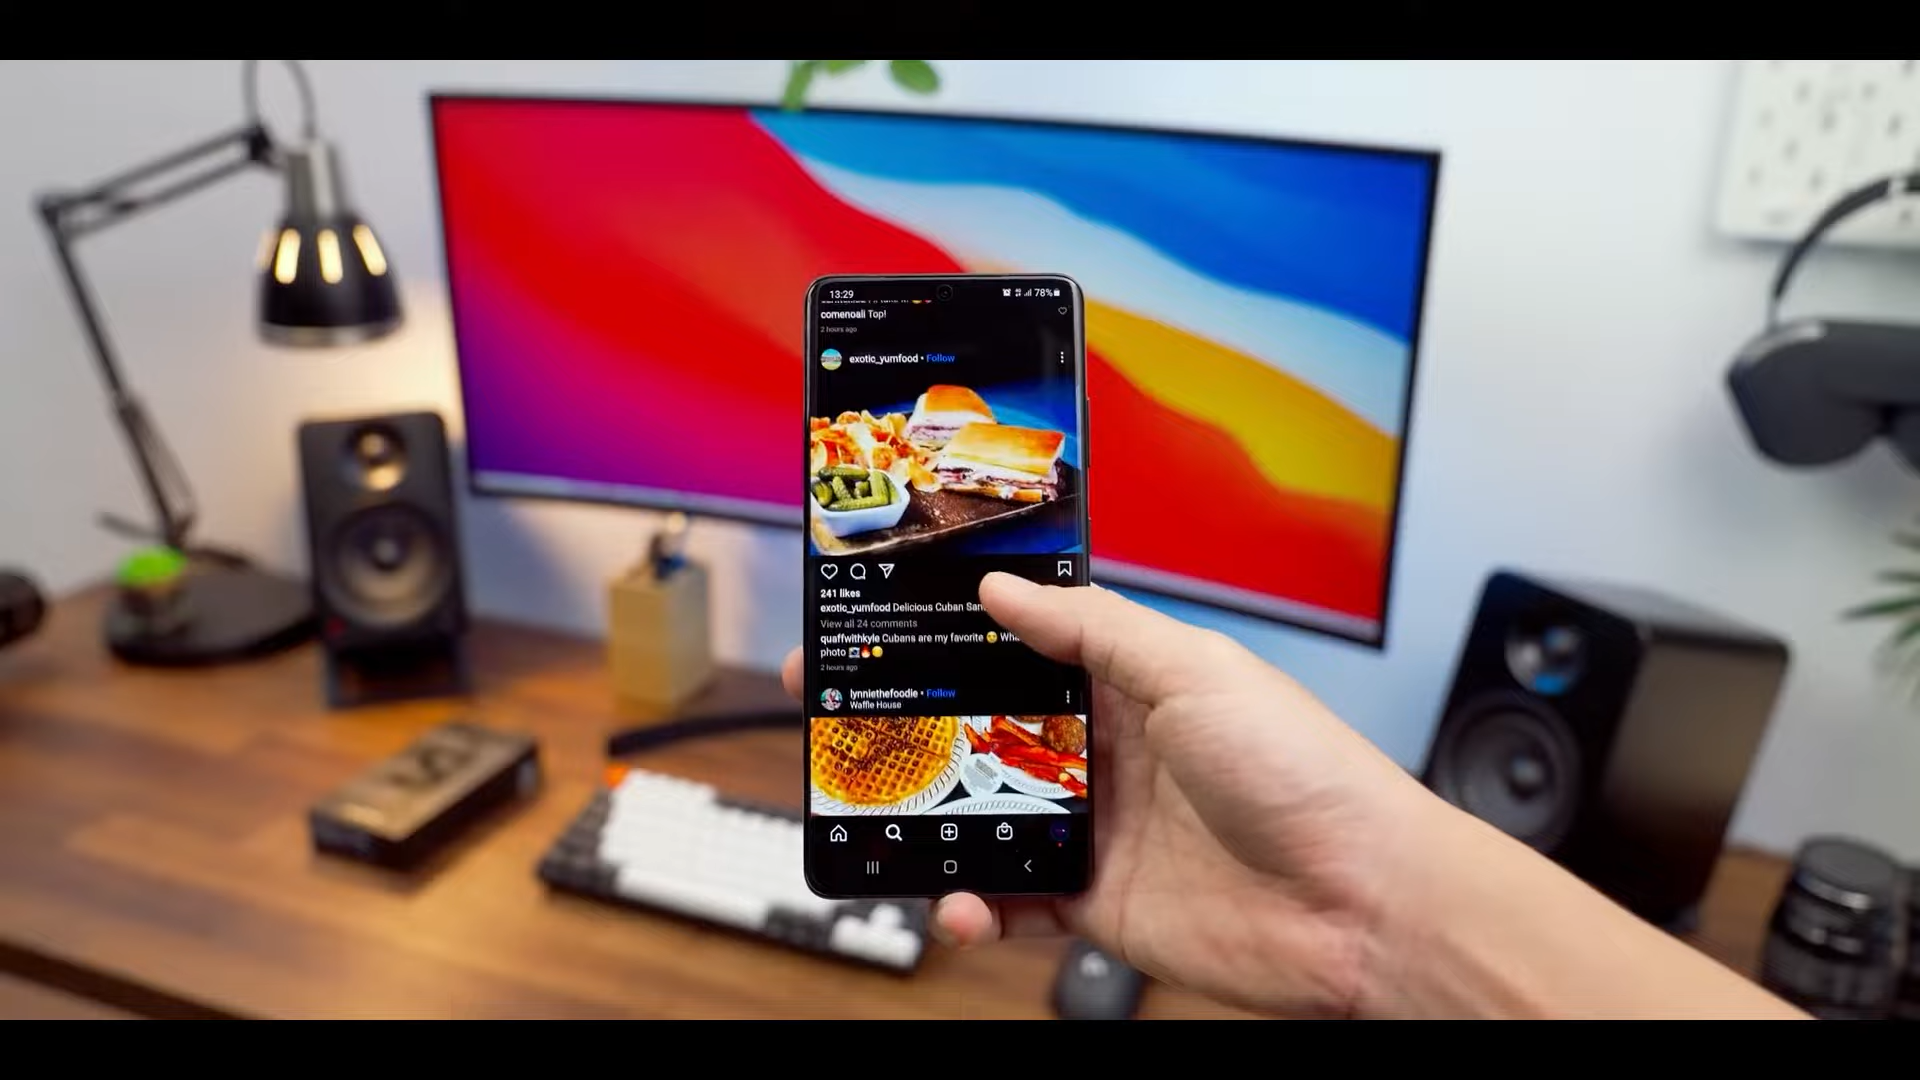 13:29
78%
comenoali Top!
2 hours ago
exotic_yumfood • Follow
241 likes
exotic_yumfood Delicious Cuban
View all 24 comments
quaffwithkyle Cubans are my favorite
photo
2 hours ago
lynniethefoodie • Follow
Waffle House